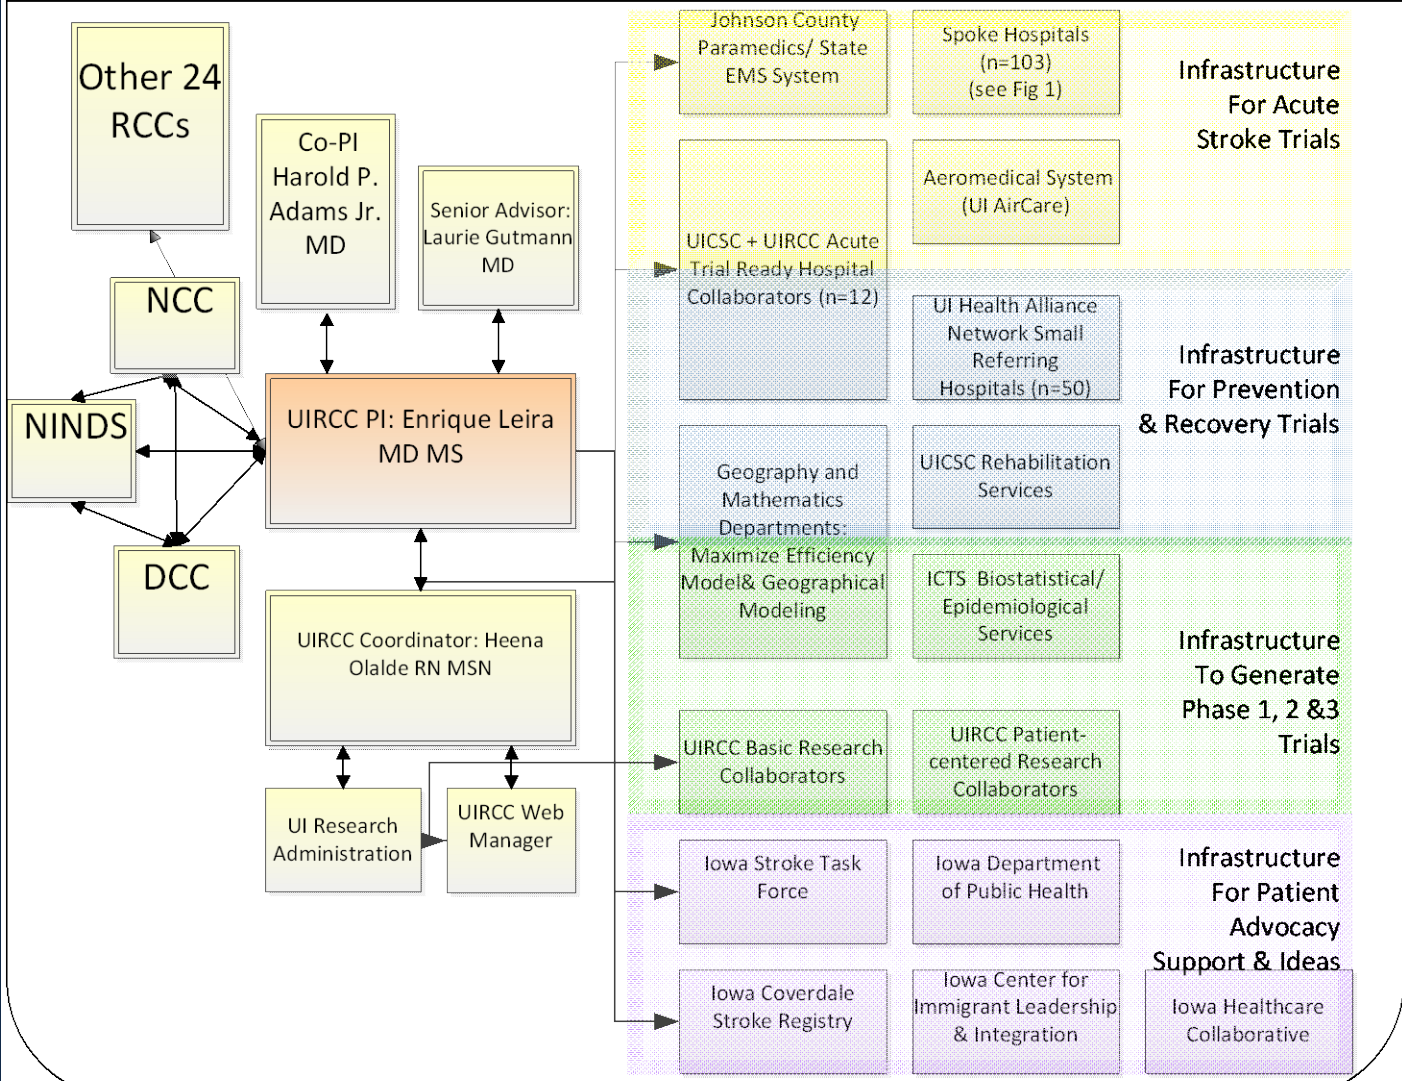 Other 24
RCCs
Co-PI
Harold P.
Adams Jr.
MD
Senior Advisor:
Laurie Gutmann
MD
NCC
NINDS
DCC
UIRCC PI: Enrique Leira
MD MS
UIRCC Coordinator: Heena
Olalde RN MSN
UI Research
Administration
UIRCC Web
Manager
Johnson County
Paramedics/ State
EMS System
Spoke Hospitals
(n=103)
(see Fig 1)
Infrastructure
For Acute
Stroke Trials
UICSC + UIRCC Acute
Trial Ready Hospital
Collaborators (n=12)
Aeromedical System
(UI AirCare)
UI Health Alliance
Network Small
Referring
Hospitals (n=50)
Infrastructure
For Prevention
& Recovery Trials
Geography and
Mathematics
Departments:
Maximize Efficiency
Model& Geographical
Modeling
UICSC Rehabilitation
Services
ICTS Biostatistical/
Epidemiological
Services
Infrastructure
To Generate
Phase 1, 2 &3
Trials
UIRCC Basic Research
Collaborators
UIRCC Patient-
centered Research
Collaborators
Iowa Stroke Task
Force
Iowa Department
of Public Health
Infrastructure
For Patient
Advocacy
Support & Ideas
Iowa Coverdale
Stroke Registry
Iowa Center for
Immigrant Leadership
& Integration
Iowa Healthcare
Collaborative